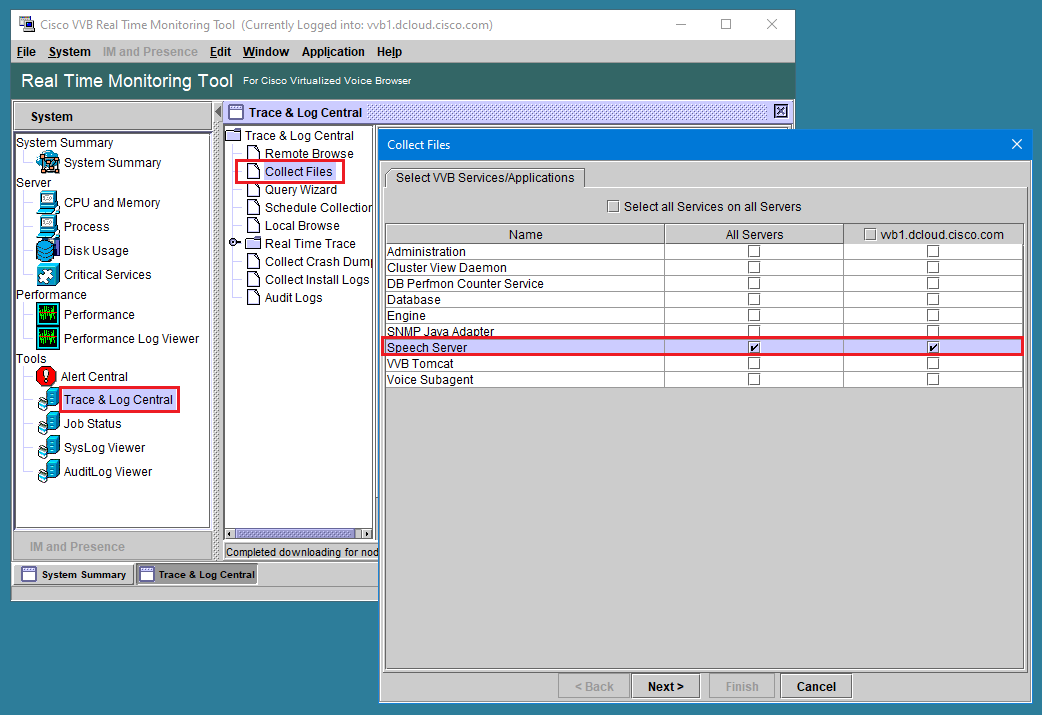 Cisco VVB Real Time Monitoring Tool (Currently Logged into: vvb1.dcloud.cisco.com)
File System IM and Presence Edit Window Application Help
Real Time Monitoring Tool For Cisco Virtualized Voice Browser
System
System Summary
System Summary
Server
CPU and Memory
Process
Disk Usage
Critical Services
Performance
Performance
Performance Log Viewer
Tools
Alert Central
Trace & Log Central
Job Status
SysLog Viewer
AuditLog Viewer
IM and Presence
Trace & Log Central
Trace & Log Central
Remote Browse
Collect Files
Query Wizard
Schedule Collection
Local Browse
Real Time Trace
Collect Crash Dump
Collect Install Logs
Audit Logs
Completed downloading for nod
System Summary Trace & Log Central
Collect Files
Select VVB Services/Applications
Select all Services on all Servers
Name All Servers vvb1.dcloud.cisco.com
Administration
Cluster View Daemon
DB Perfmon Counter Service
Database
Engine
SNMP Java Adapter
Speech Server
VVB Tomcat
Voice Subagent
< Back Next > Finish Cancel